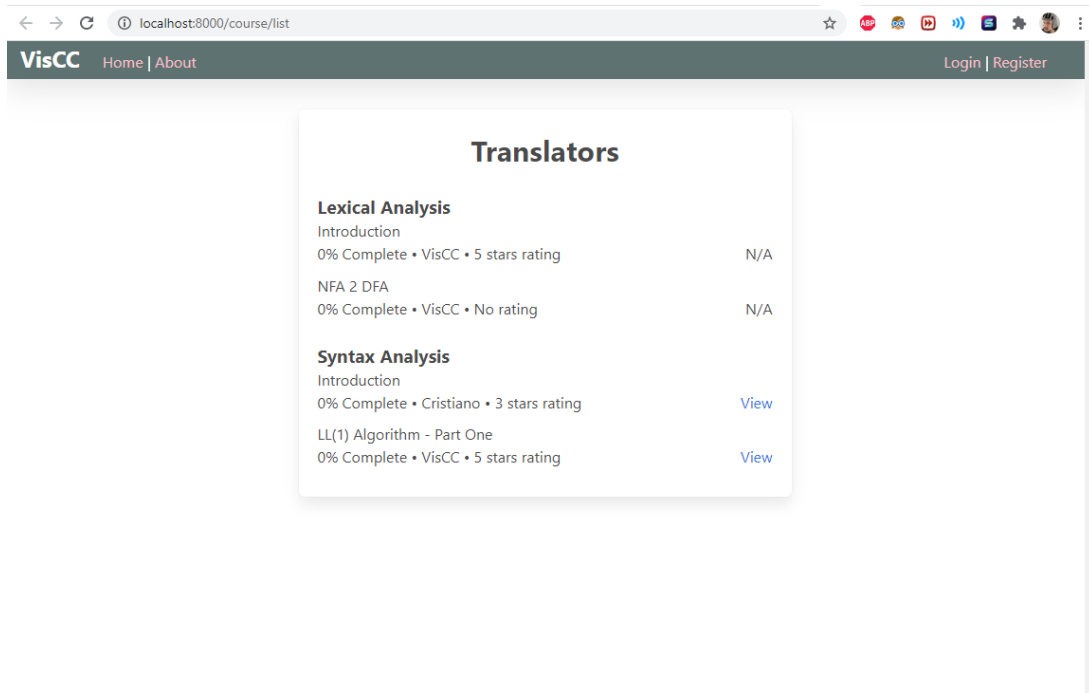 localhost:8000/course/list
ABP
VisCC Home | About Login | Register
Translators
Lexical Analysis
Introduction
0% Complete • VisCC • 5 stars rating N/A
NFA 2 DFA
0% Complete • VisCC • No rating N/A
Syntax Analysis
Introduction
0% Complete • Cristiano • 3 stars rating View
LL(1) Algorithm - Part One
0% Complete • VisCC • 5 stars rating View